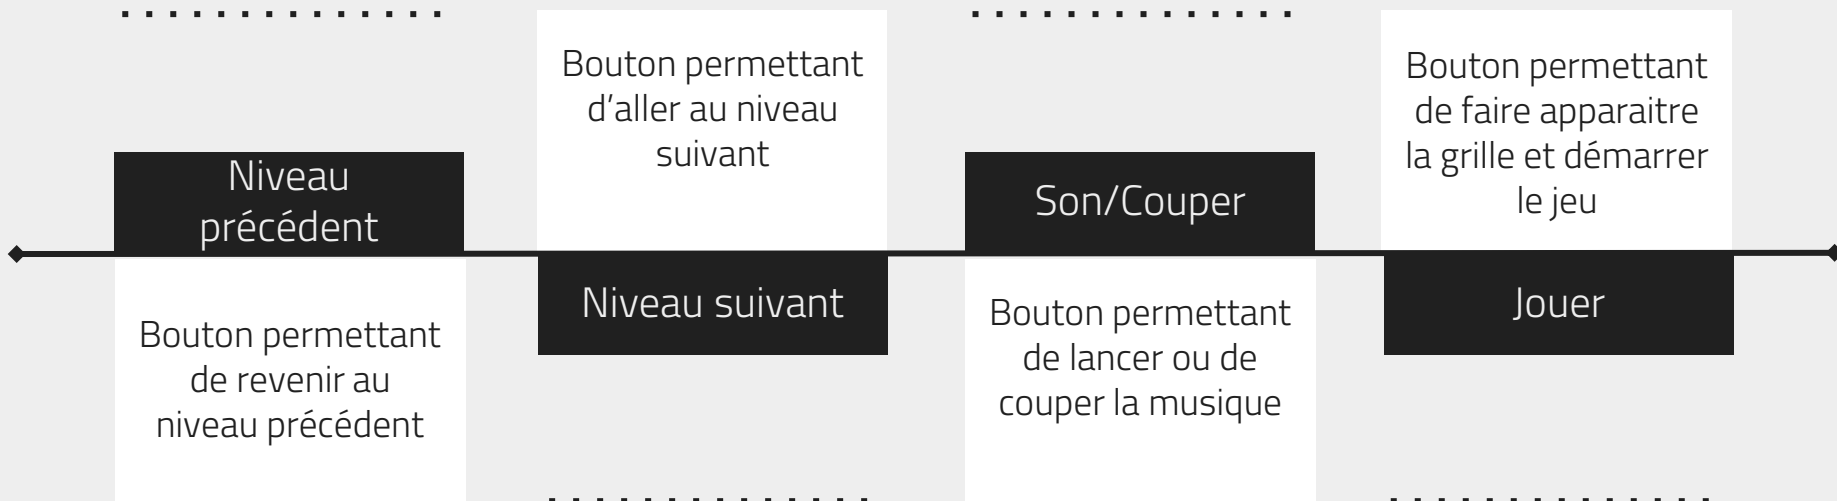 Niveau
précédent
Bouton permettant
de revenir au
niveau précédent
Bouton permettant
d’aller au niveau
suivant
Niveau suivant
Son/Couper
Bouton permettant
de lancer ou de
couper la musique
Bouton permettant
de faire apparaitre
la grille et démarrer
le jeu
Jouer